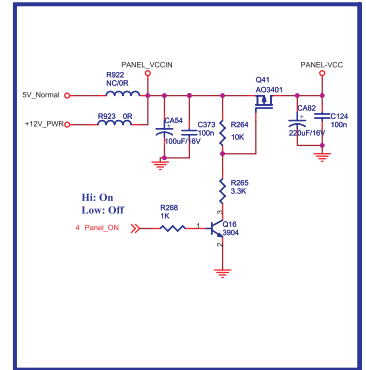 PANEL_VCCIN
Q41
AO3401
PANEL-VCC
R922
NC/0R
5V_Normal
+12V_PWR
R923 0R
CA54
+
100uF/16V
C373
100n
R264
10K
CA82
+
220uF/16V
C124
100n
R265
3.3K
Hi: On
Low: Off
4 Panel_ON
R268
1K
1
3
2
Q16
3904